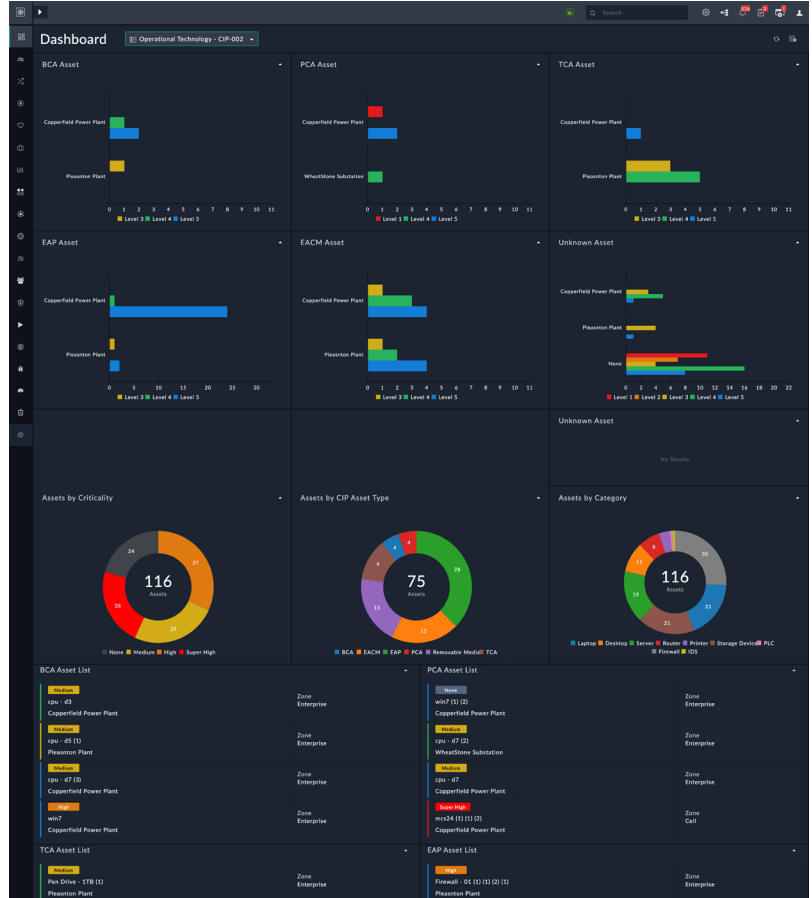 Search
316
Dashboard
Operational Technology - CIP-002
BCA Asset
Copperfield Power Plant
Pleasnton Plant
0 1 2 3 4 5 6 7 8 9 10 11
Level 3 Level 4 Level 5
PCA Asset
Copperfield Power Plant
WheatStone Substation
0 1 2 3 4 5 6 7 8 9 10 11
Level 1 Level 4 Level 5
TCA Asset
Copperfield Power Plant
Pleasnton Plant
0 1 2 3 4 5 6 7 8 9 10 11
Level 3 Level 4 Level 5
EAP Asset
Copperfield Power Plant
Pleasnton Plant
0 5 10 15 20 25 30
Level 3 Level 4 Level 5
EACM Asset
Copperfield Power Plant
Pleasnton Plant
0 1 2 3 4 5 6 7 8 9 10 11
Level 3 Level 4 Level 5
Unknown Asset
Copperfield Power Plant
Pleasnton Plant
None
0 2 4 6 8 10 12 14 16 18 20 22
Level 1 Level 2 Level 3 Level 4 Level 5
Unknown Asset
No Results
Assets by Criticality
24
37
26
29
116
Assets
None Medium High Super High
Assets by CIP Asset Type
4
4
9
28
15
15
75
Assets
BCA EACM EAP PCA Removable Media TCA
Assets by Category
8
11
30
19
21
21
116
Assets
Laptop Desktop Server Router Printer Storage Device PLC
Firewall IDS
BCA Asset List
Medium
cpu - d3
Copperfield Power Plant
Zone
Enterprise
Medium
cpu - d5 (1)
Pleasnton Plant
Zone
Enterprise
Medium
cpu - d7 (3)
Copperfield Power Plant
Zone
Enterprise
High
win7
Copperfield Power Plant
Zone
Enterprise
PCA Asset List
None
win7 (1) (2)
Copperfield Power Plant
Zone
Enterprise
Medium
cpu - d7 (2)
WheatStone Substation
Zone
Enterprise
Medium
cpu - d7
Copperfield Power Plant
Zone
Enterprise
Super High
mcs24 (1) (1) (2)
Copperfield Power Plant
Zone
Cell
TCA Asset List
Medium
Pen Drive - 1TB (1)
Pleasnton Plant
Zone
Enterprise
EAP Asset List
High
Firewall - 01 (1) (1) (2) (1)
Pleasnton Plant
Zone
Enterprise